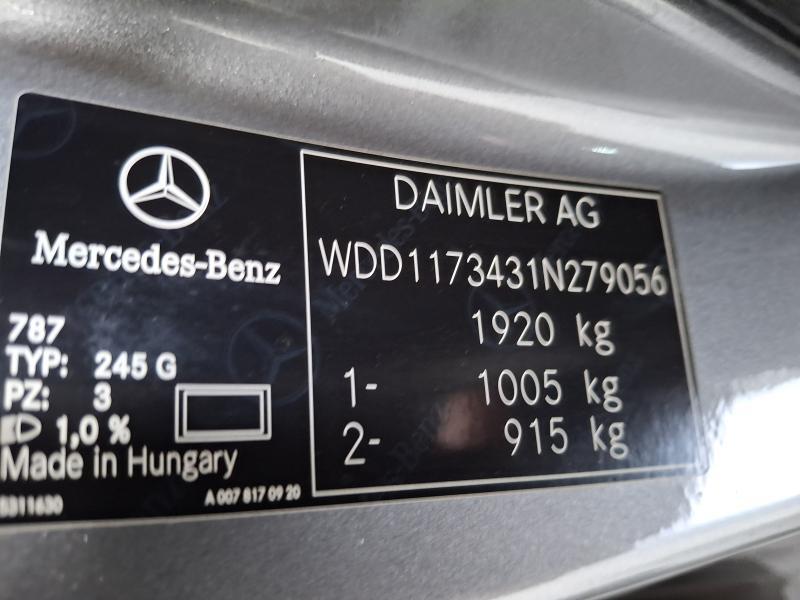 Mercedes-Benz
787
TYP: 245 G
PZ: 3
1,0 %
Made in Hungary
5311630
A 007 817 09 20
DAIMLER AG
WDD1173431N279056
1920 kg
1- 1005 kg
2- 915 kg